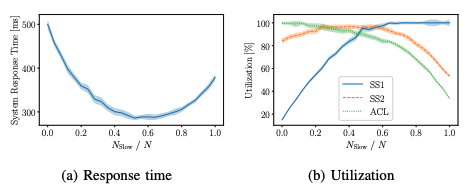 500
400
300
System Response Time [ms]
0.0 0.2 0.4 0.6 0.8 1.0
N_Slow / N
(a) Response time
100
80
60
40
20
Utilization [%]
SS1
SS2
ACL
0.0 0.2 0.4 0.6 0.8 1.0
N_Slow / N
(b) Utilization